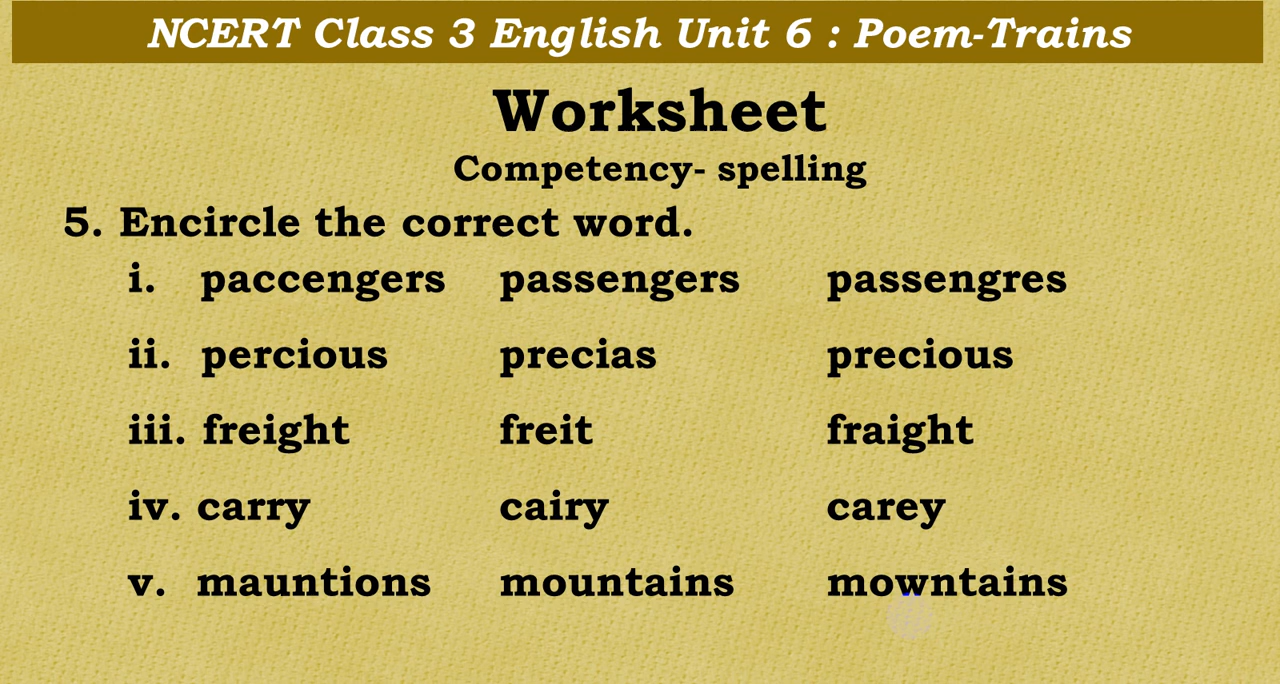 NCERT Class 3 English Unit 6 : Poem-Trains
Worksheet
Competency- spelling
5. Encircle the correct word.
i. paccengers passengers passengres
ii. percious precias precious
iii. freight freit fraight
iv. carry cairy carey
v. mauntions mountains mowntains